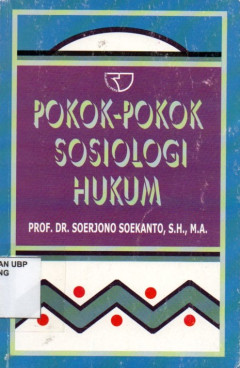 POKOK-POKOK
SOSIOLOGI
HUKUM
PROF. DR. SOERJONO SOEKANTO, S.H., M.A.
AN UBP
NG